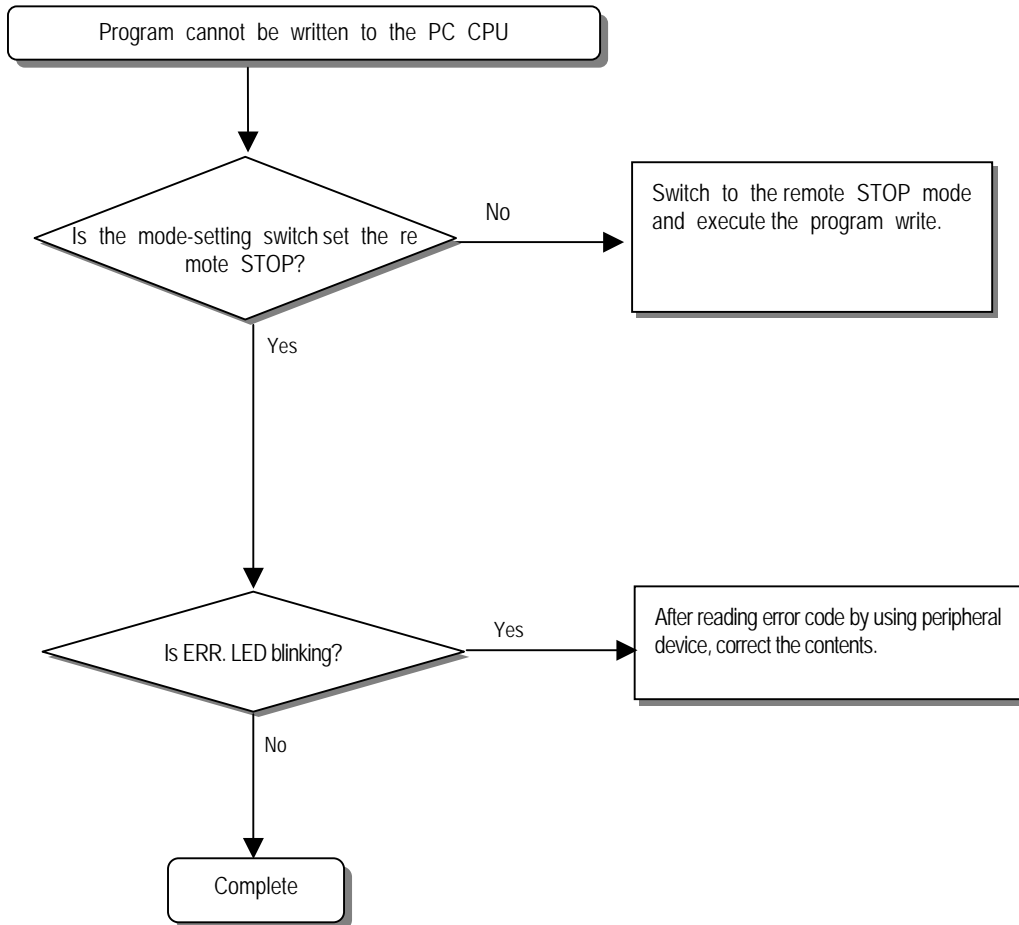 Program cannot be written to the PC CPU
Is the mode-setting switch set the re
mote STOP?
No
Switch to the remote STOP mode
and execute the program write.
Yes
Is ERR. LED blinking?
Yes
After reading error code by using peripheral
device, correct the contents.
No
Complete